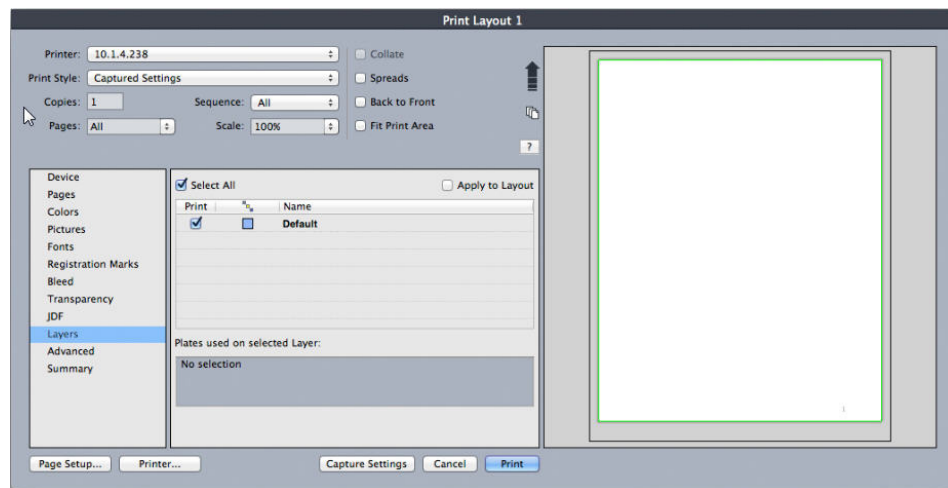 Print Layout 1
Printer: 10.1.4.238
Collate
Print Style: Captured Settings
Spreads
Copies: 1
Sequence: All
Back to Front
Pages: All
Scale: 100%
Fit Print Area
?
Device
Pages
Colors
Pictures
Fonts
Registration Marks
Bleed
Transparency
JDF
Layers
Advanced
Summary
Select All
Apply to Layout
Print
Name
Default
Plates used on selected Layer:
No selection
1
Page Setup...
Printer...
Capture Settings
Cancel
Print